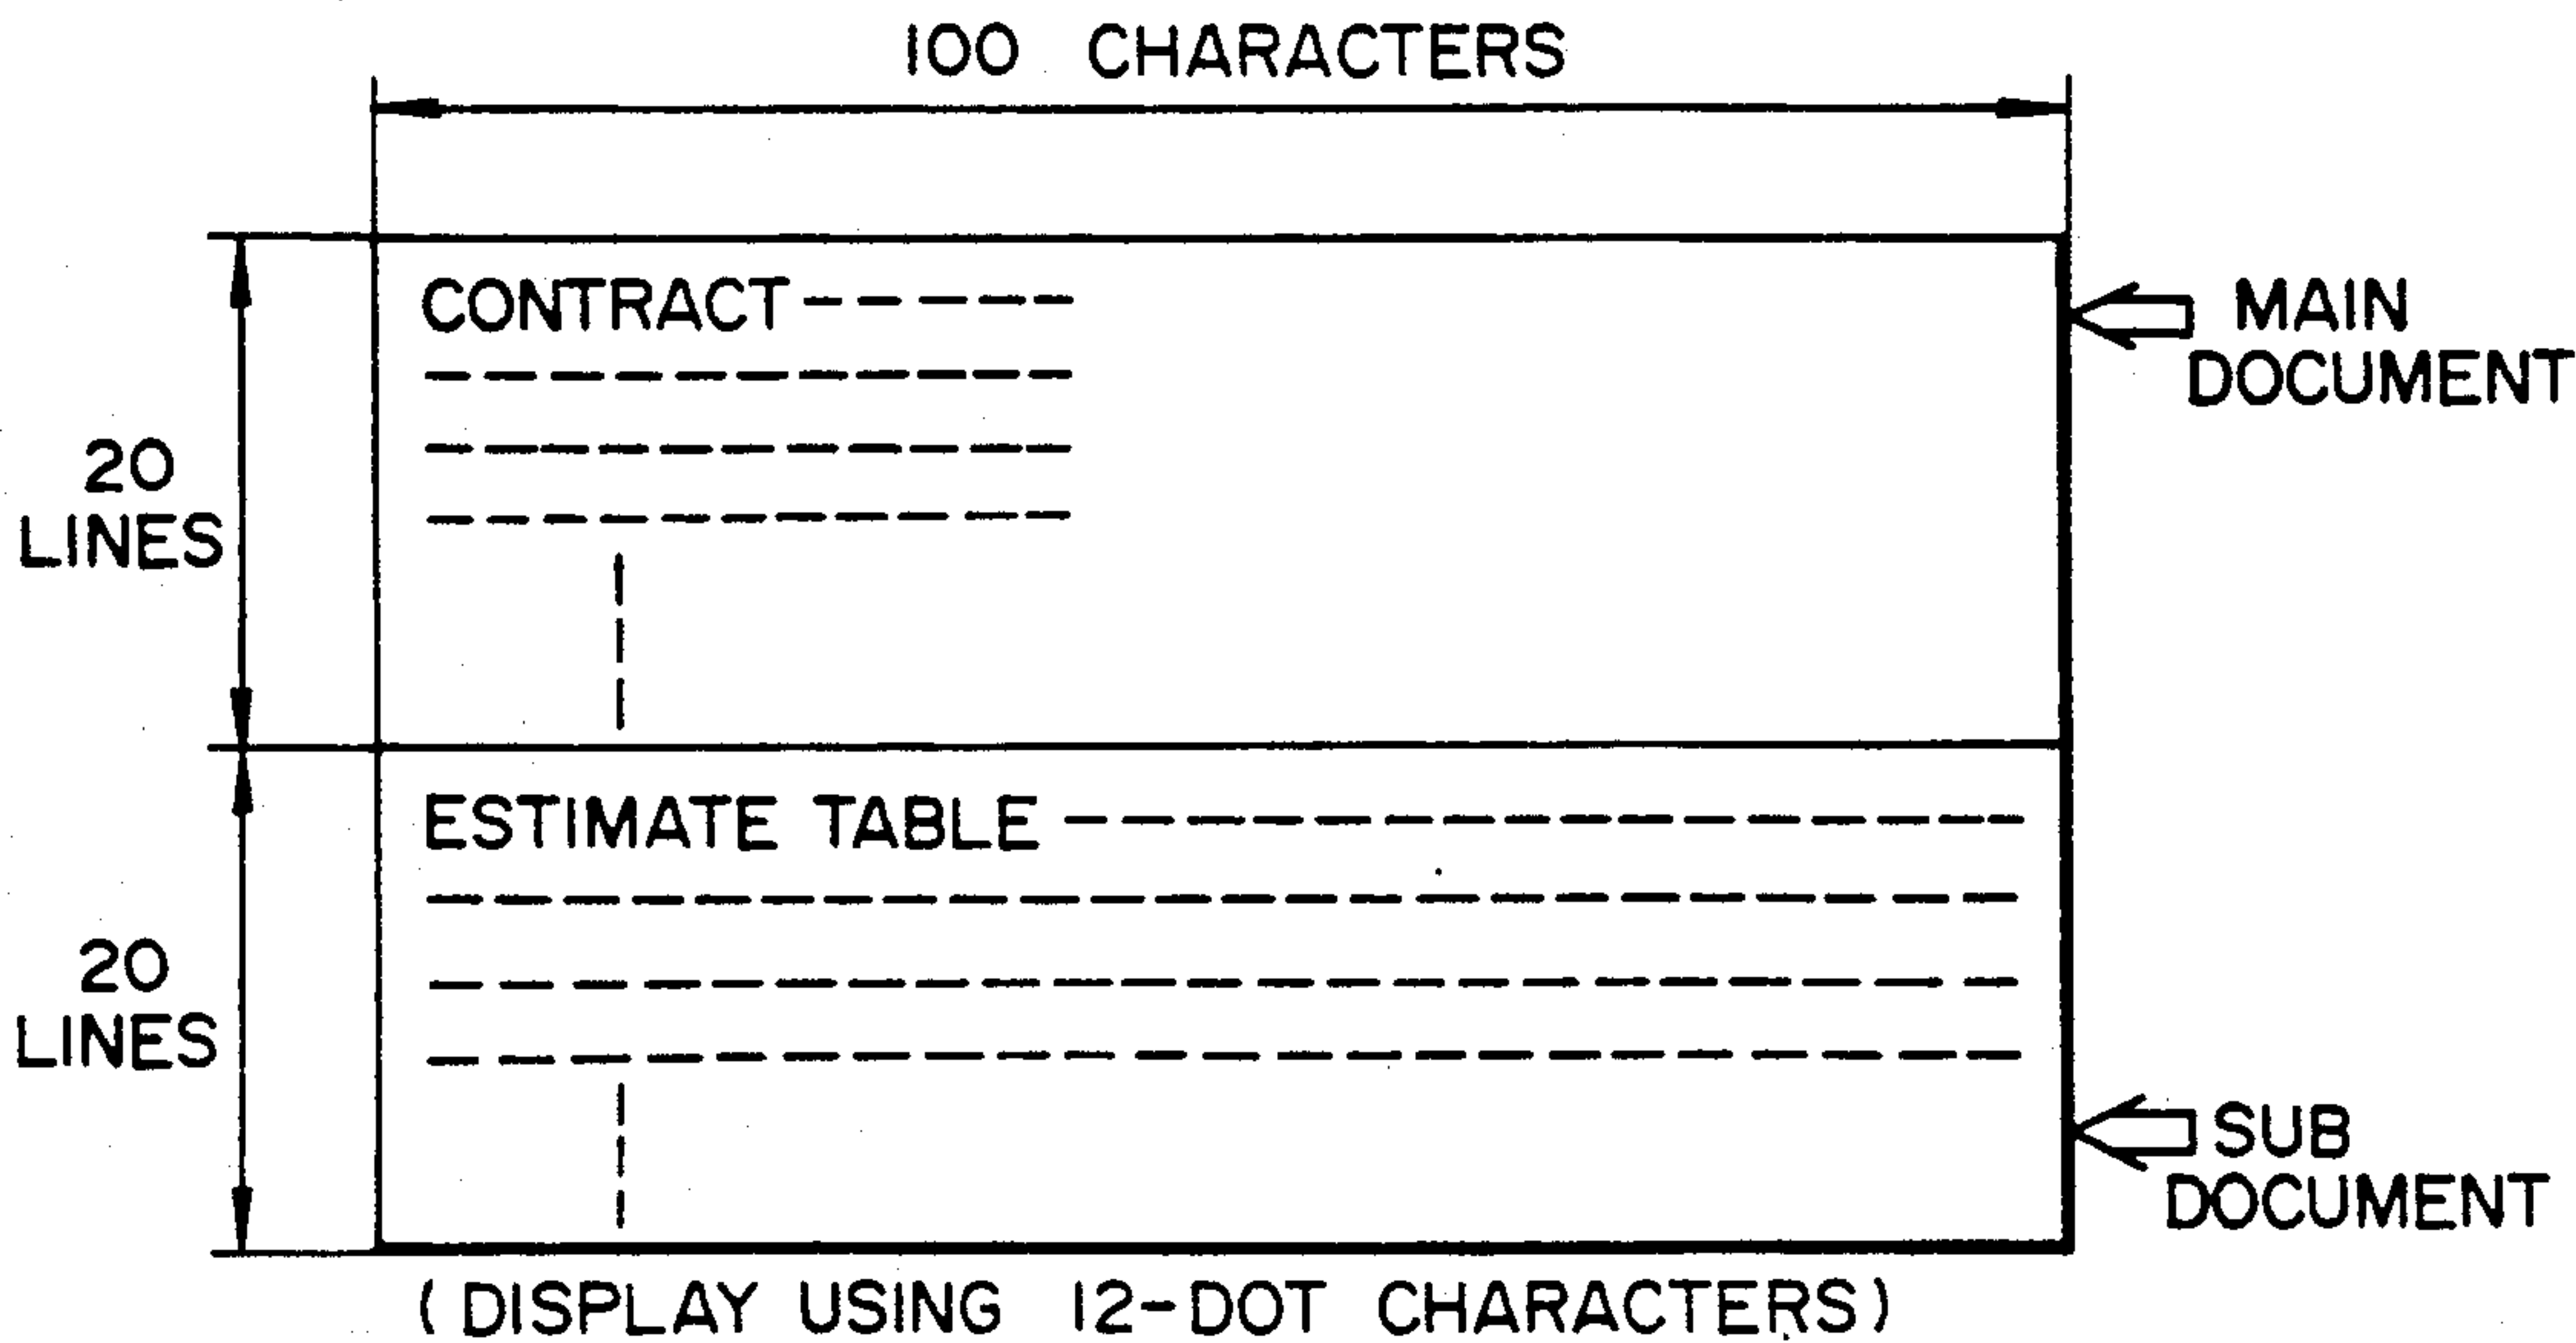 100 CHARACTERS
CONTRACT
MAIN
DOCUMENT
20
LINES
ESTIMATE TABLE
20
LINES
SUB
DOCUMENT
(DISPLAY USING 12-DOT CHARACTERS)